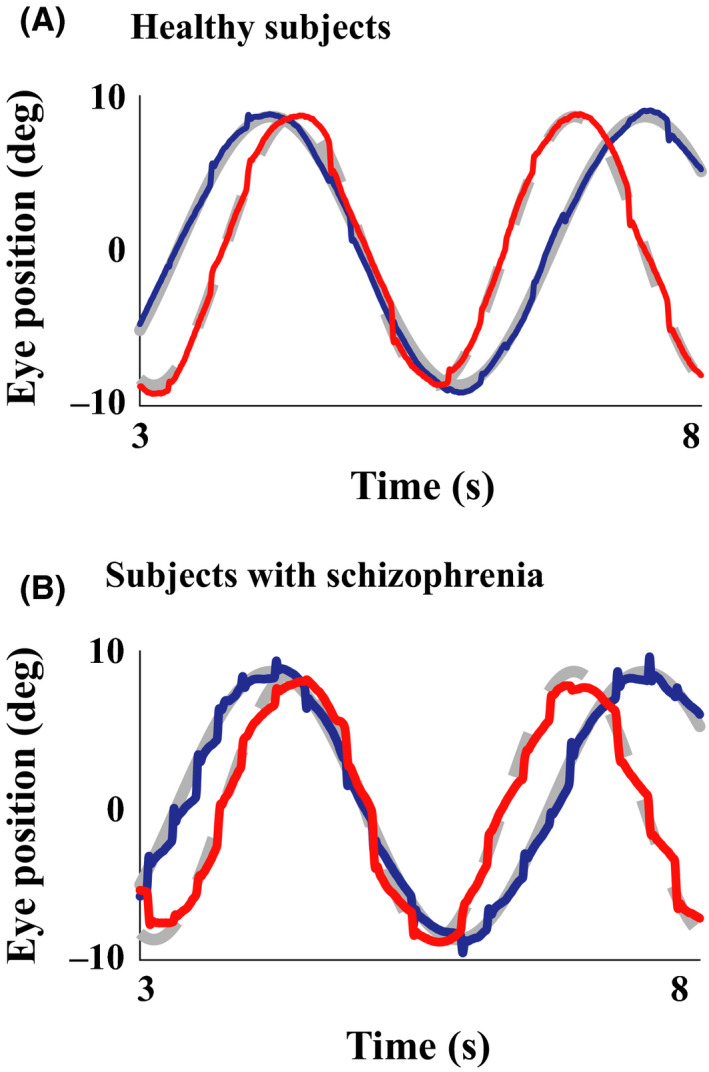 (A) Healthy subjects
10
Eye position (deg)
0
–10
3 8
Time (s)
(B) Subjects with schizophrenia
10
Eye position (deg)
0
–10
3 8
Time (s)